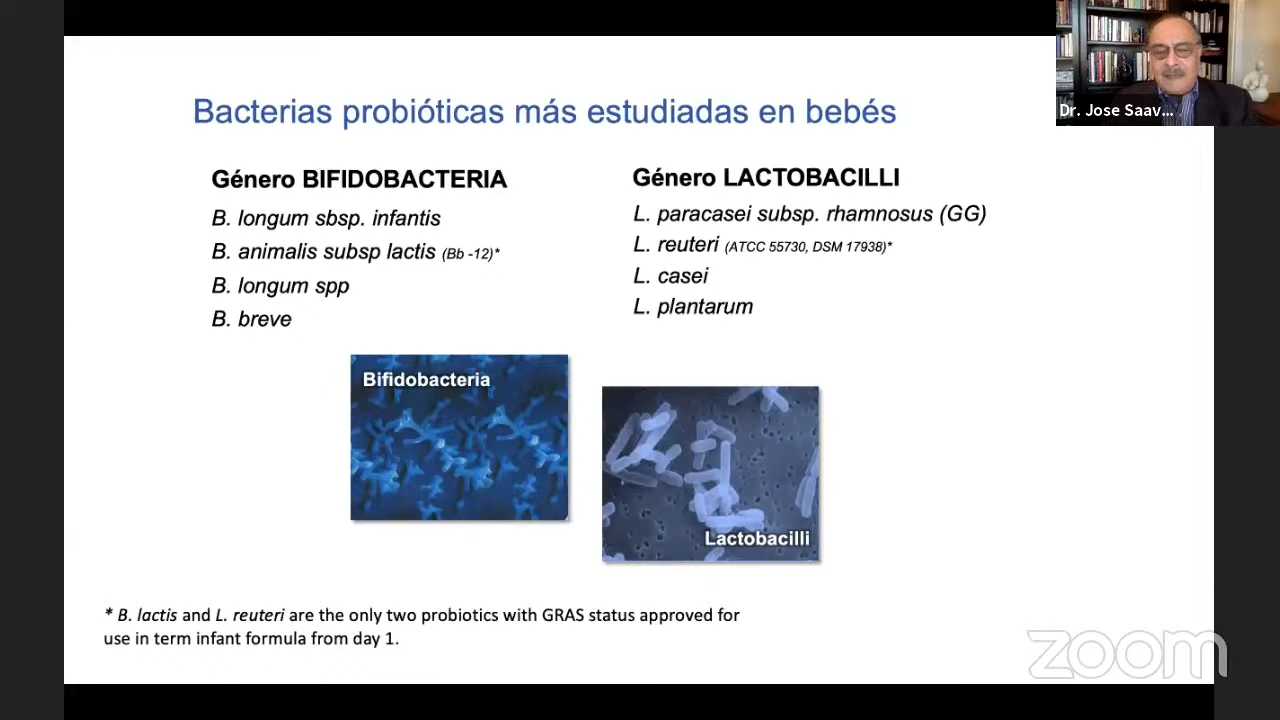 Dr. Jose Saav...
Bacterias probióticas más estudiadas en bebés
Género BIFIDOBACTERIA
B. longum sbsp. infantis
B. animalis subsp lactis (Bb -12)*
B. longum spp
B. breve
Género LACTOBACILLI
L. paracasei subsp. rhamnosus (GG)
L. reuteri (ATCC 55730, DSM 17938)*
L. casei
L. plantarum
Bifidobacteria
Lactobacilli
* B. lactis and L. reuteri are the only two probiotics with GRAS status approved for
use in term infant formula from day 1.
zoom